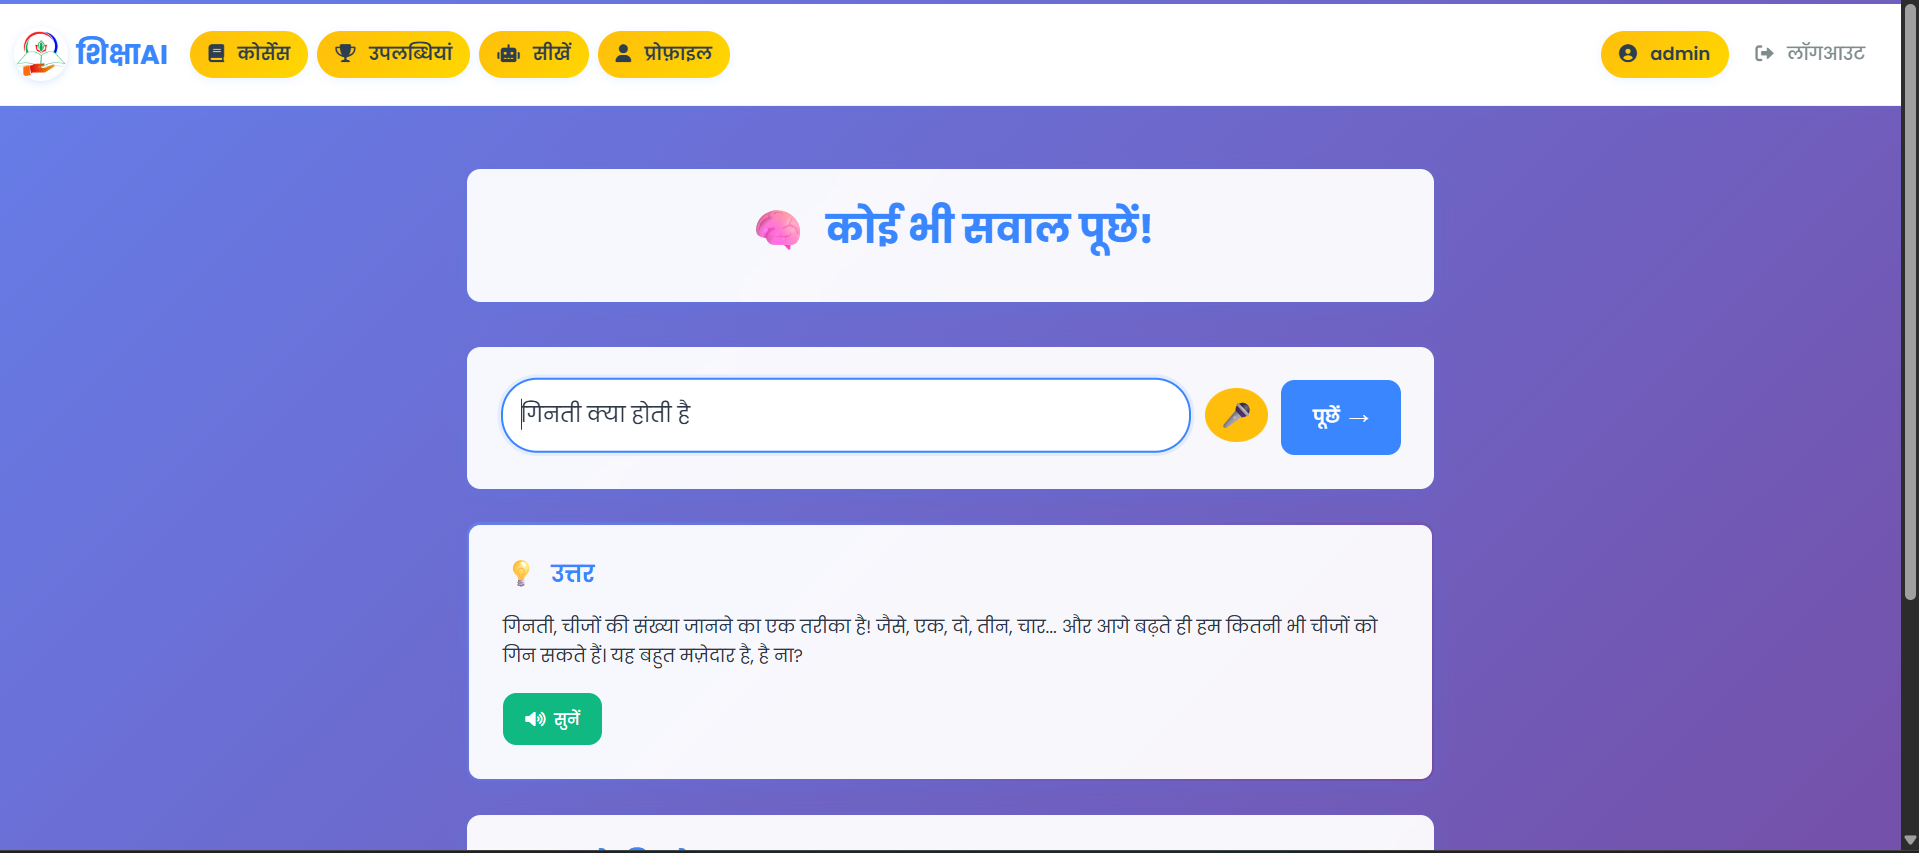 शिक्षाAI
कोर्सेस
उपलब्धियां
सीखें
प्रोफ़ाइल
admin
लॉगआउट
कोई भी सवाल पूछें!
गिनती क्या होती है
पूछें →
उत्तर
गिनती, चीजों की संख्या जानने का एक तरीका है! जैसे, एक, दो, तीन, चार... और आगे बढ़ते ही हम कितनी भी चीजों को
गिन सकते हैं। यह बहुत मज़ेदार है, है ना?
सुनें